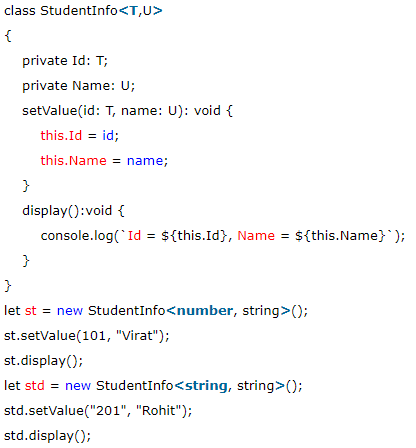 class StudentInfo<T,U>
{
private Id: T;
private Name: U;
setValue(id: T, name: U): void {
this.Id = id;
this.Name = name;
}
display():void {
console.log(`Id = ${this.Id}, Name = ${this.Name}`);
}
}
let st = new StudentInfo<number, string>();
st.setValue(101, "Virat");
st.display();
let std = new StudentInfo<string, string>();
std.setValue("201", "Rohit");
std.display();